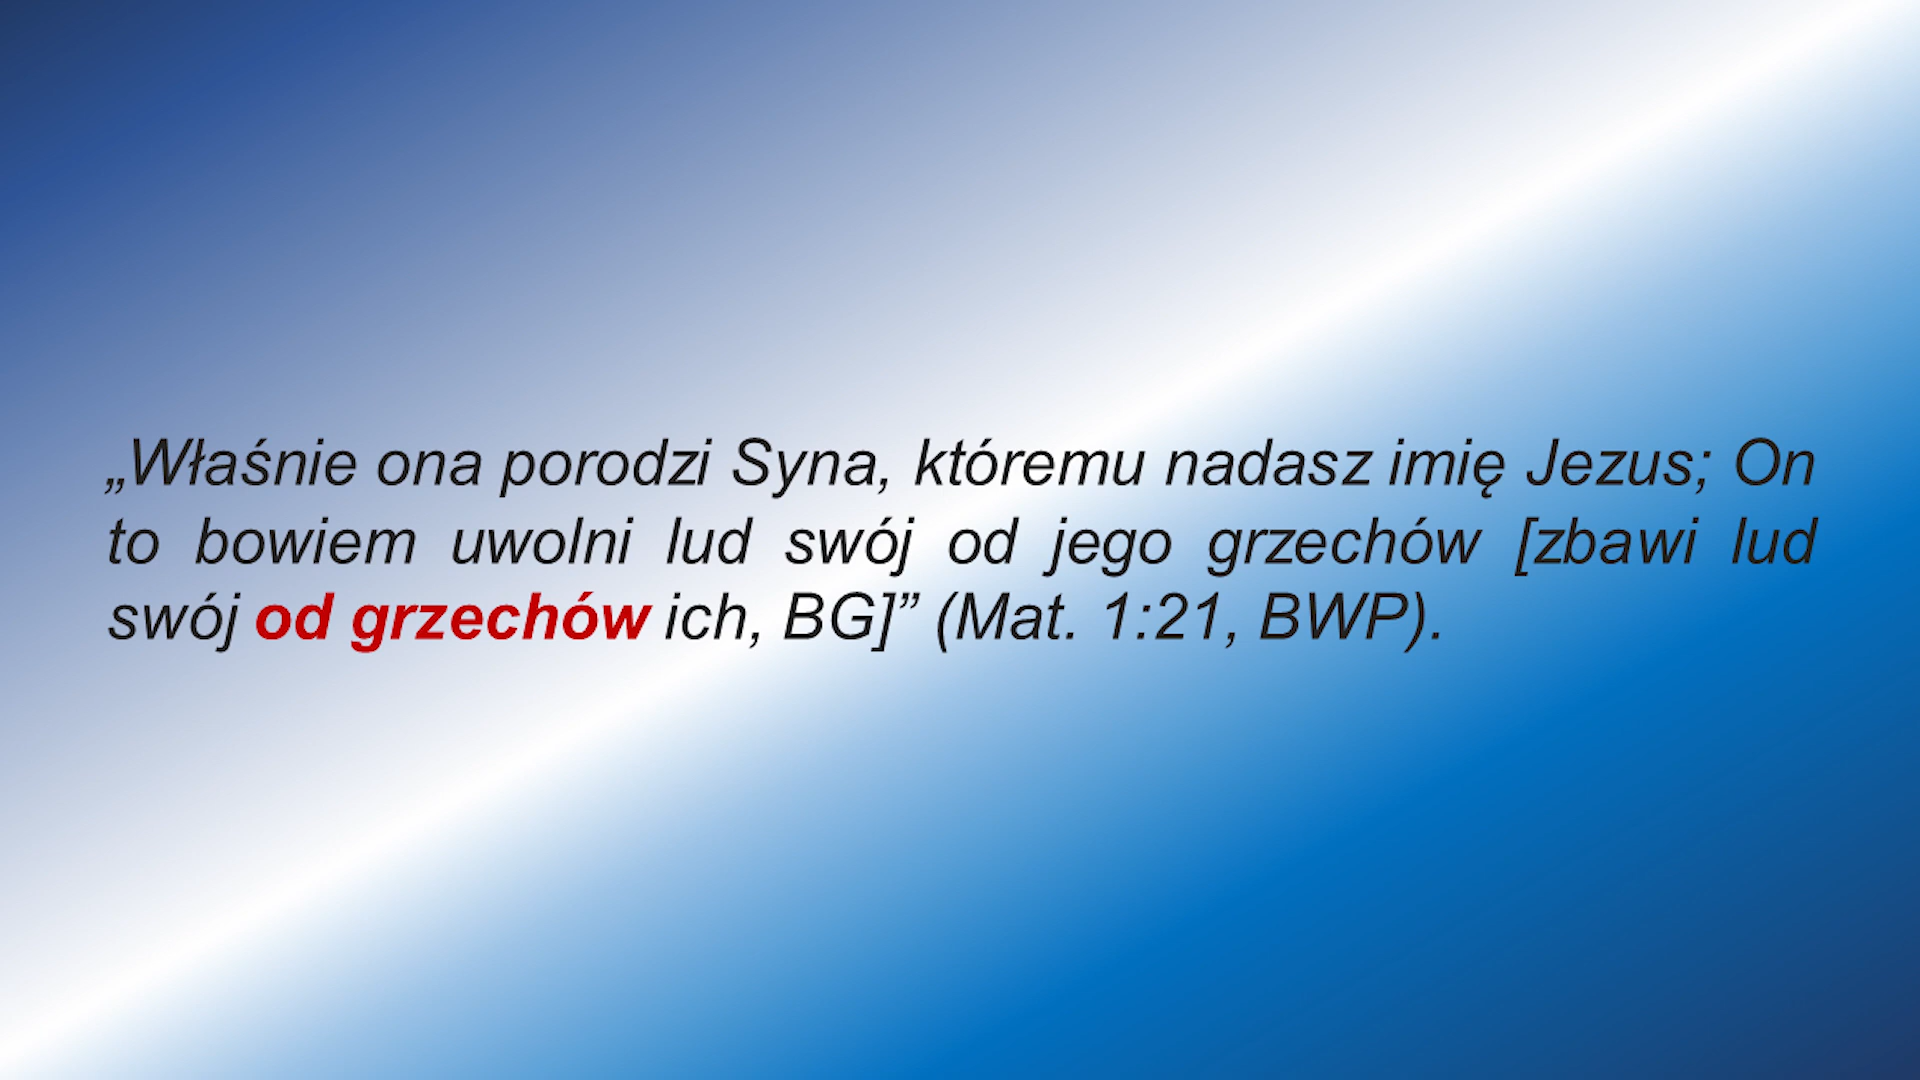 „Właśnie ona porodzi Syna, któremu nadasz imię Jezus; On
to bowiem uwolni lud swój od jego grzechów [zbawi lud
swój od grzechów ich, BG]” (Mat. 1:21, BWP).